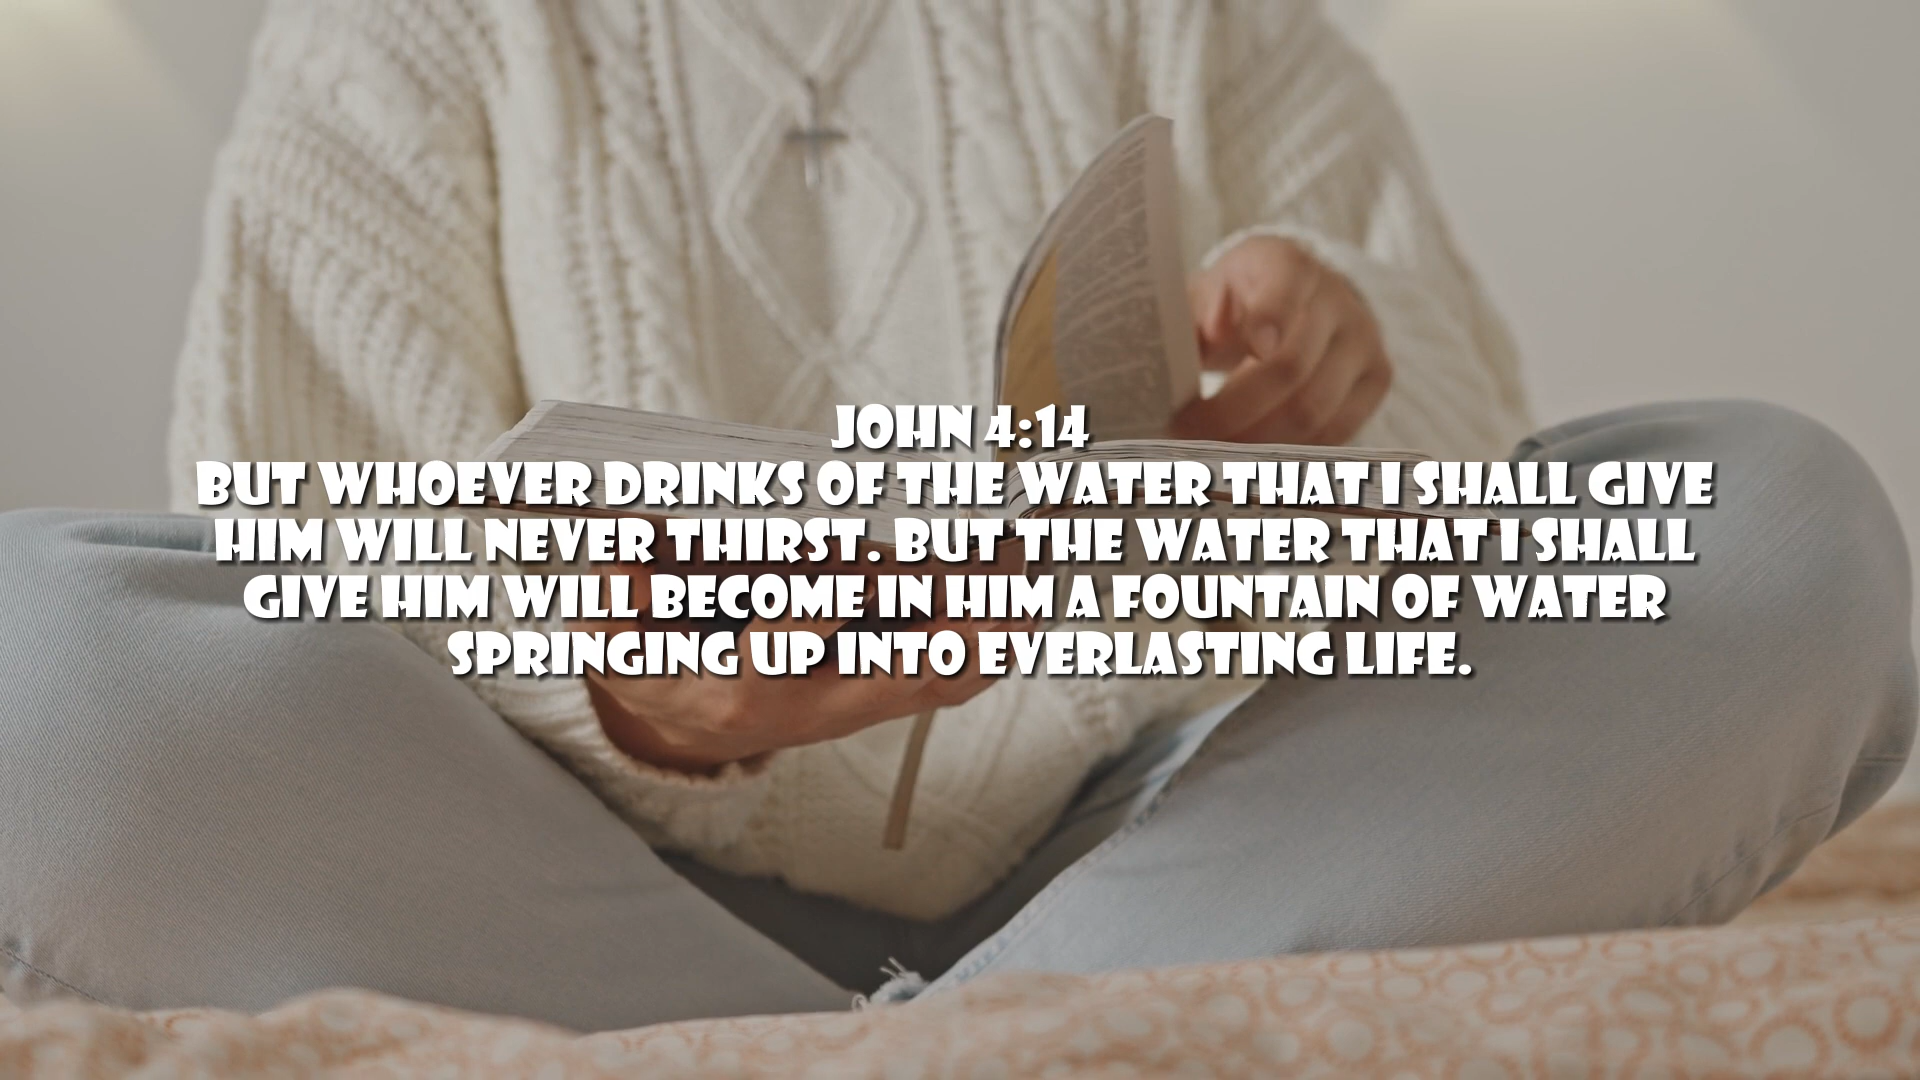 JOHN 4:14
BUT WHOEVER DRINKS OF THE WATER THAT I SHALL GIVE
HIM WILL NEVER THIRST. BUT THE WATER THAT I SHALL
GIVE HIM WILL BECOME IN HIM A FOUNTAIN OF WATER
SPRINGING UP INTO EVERLASTING LIFE.